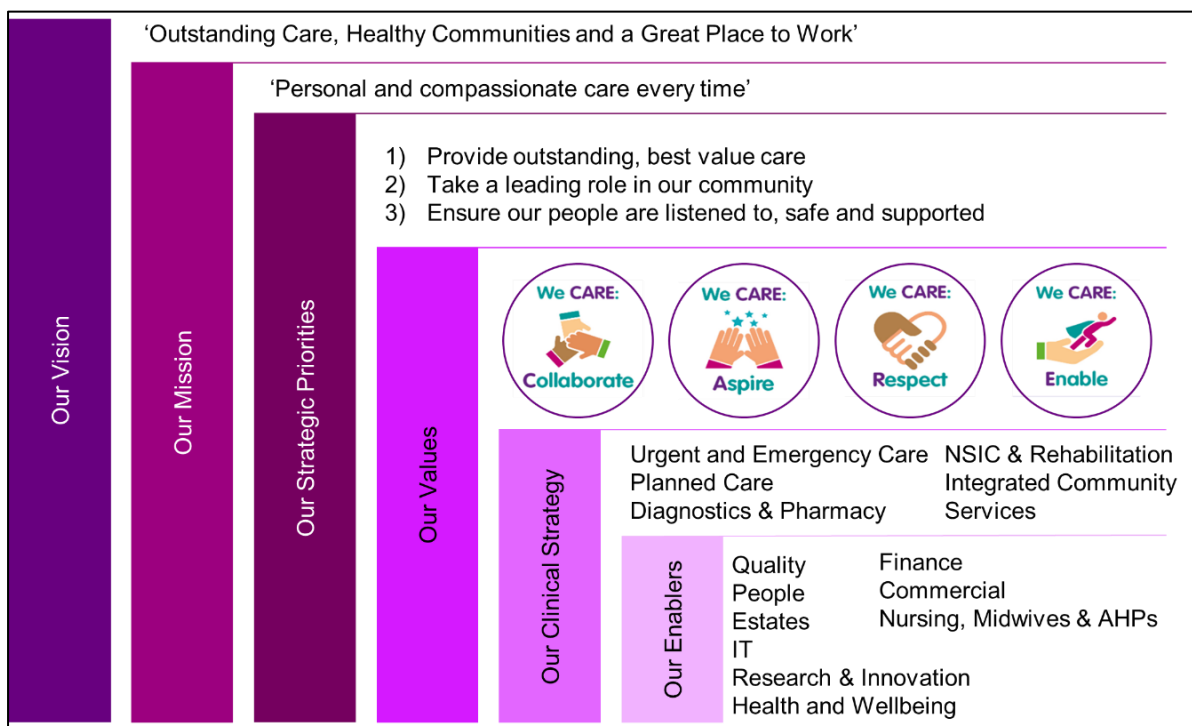 Our Vision
‘Outstanding Care, Healthy Communities and a Great Place to Work’
Our Mission
‘Personal and compassionate care every time’
Our Strategic Priorities
1) Provide outstanding, best value care
2) Take a leading role in our community
3) Ensure our people are listened to, safe and supported
Our Values
We CARE:
Collaborate
We CARE:
Aspire
We CARE:
Respect
We CARE:
Enable
Our Clinical Strategy
Urgent and Emergency Care
Planned Care
Diagnostics & Pharmacy
NSIC & Rehabilitation
Integrated Community
Services
Our Enablers
Quality
People
Estates
IT
Research & Innovation
Health and Wellbeing
Finance
Commercial
Nursing, Midwives & AHPs